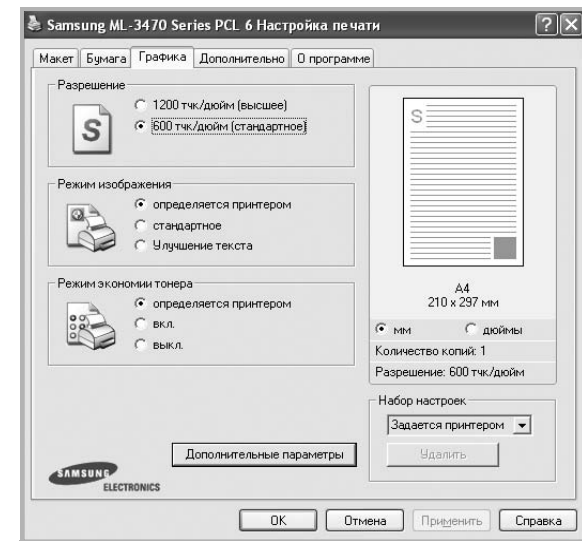 Samsung ML-3470 Series PCL 6 Настройка печати
Макет Бумага Графика Дополнительно О программе
Разрешение
S
1200 тчк/дюйм (высшее)
600 тчк/дюйм (стандартное)
Режим изображения
определяется принтером
стандартное
Улучшение текста
Режим экономии тонера
определяется принтером
вкл.
выкл.
S
A4
210 x 297 мм
мм дюймы
Количество копий: 1
Разрешение: 600 тчк/дюйм
Набор настроек
Задается принтером
Удалить
Дополнительные параметры
SAMSUNG
ELECTRONICS
OK Отмена Применить Справка